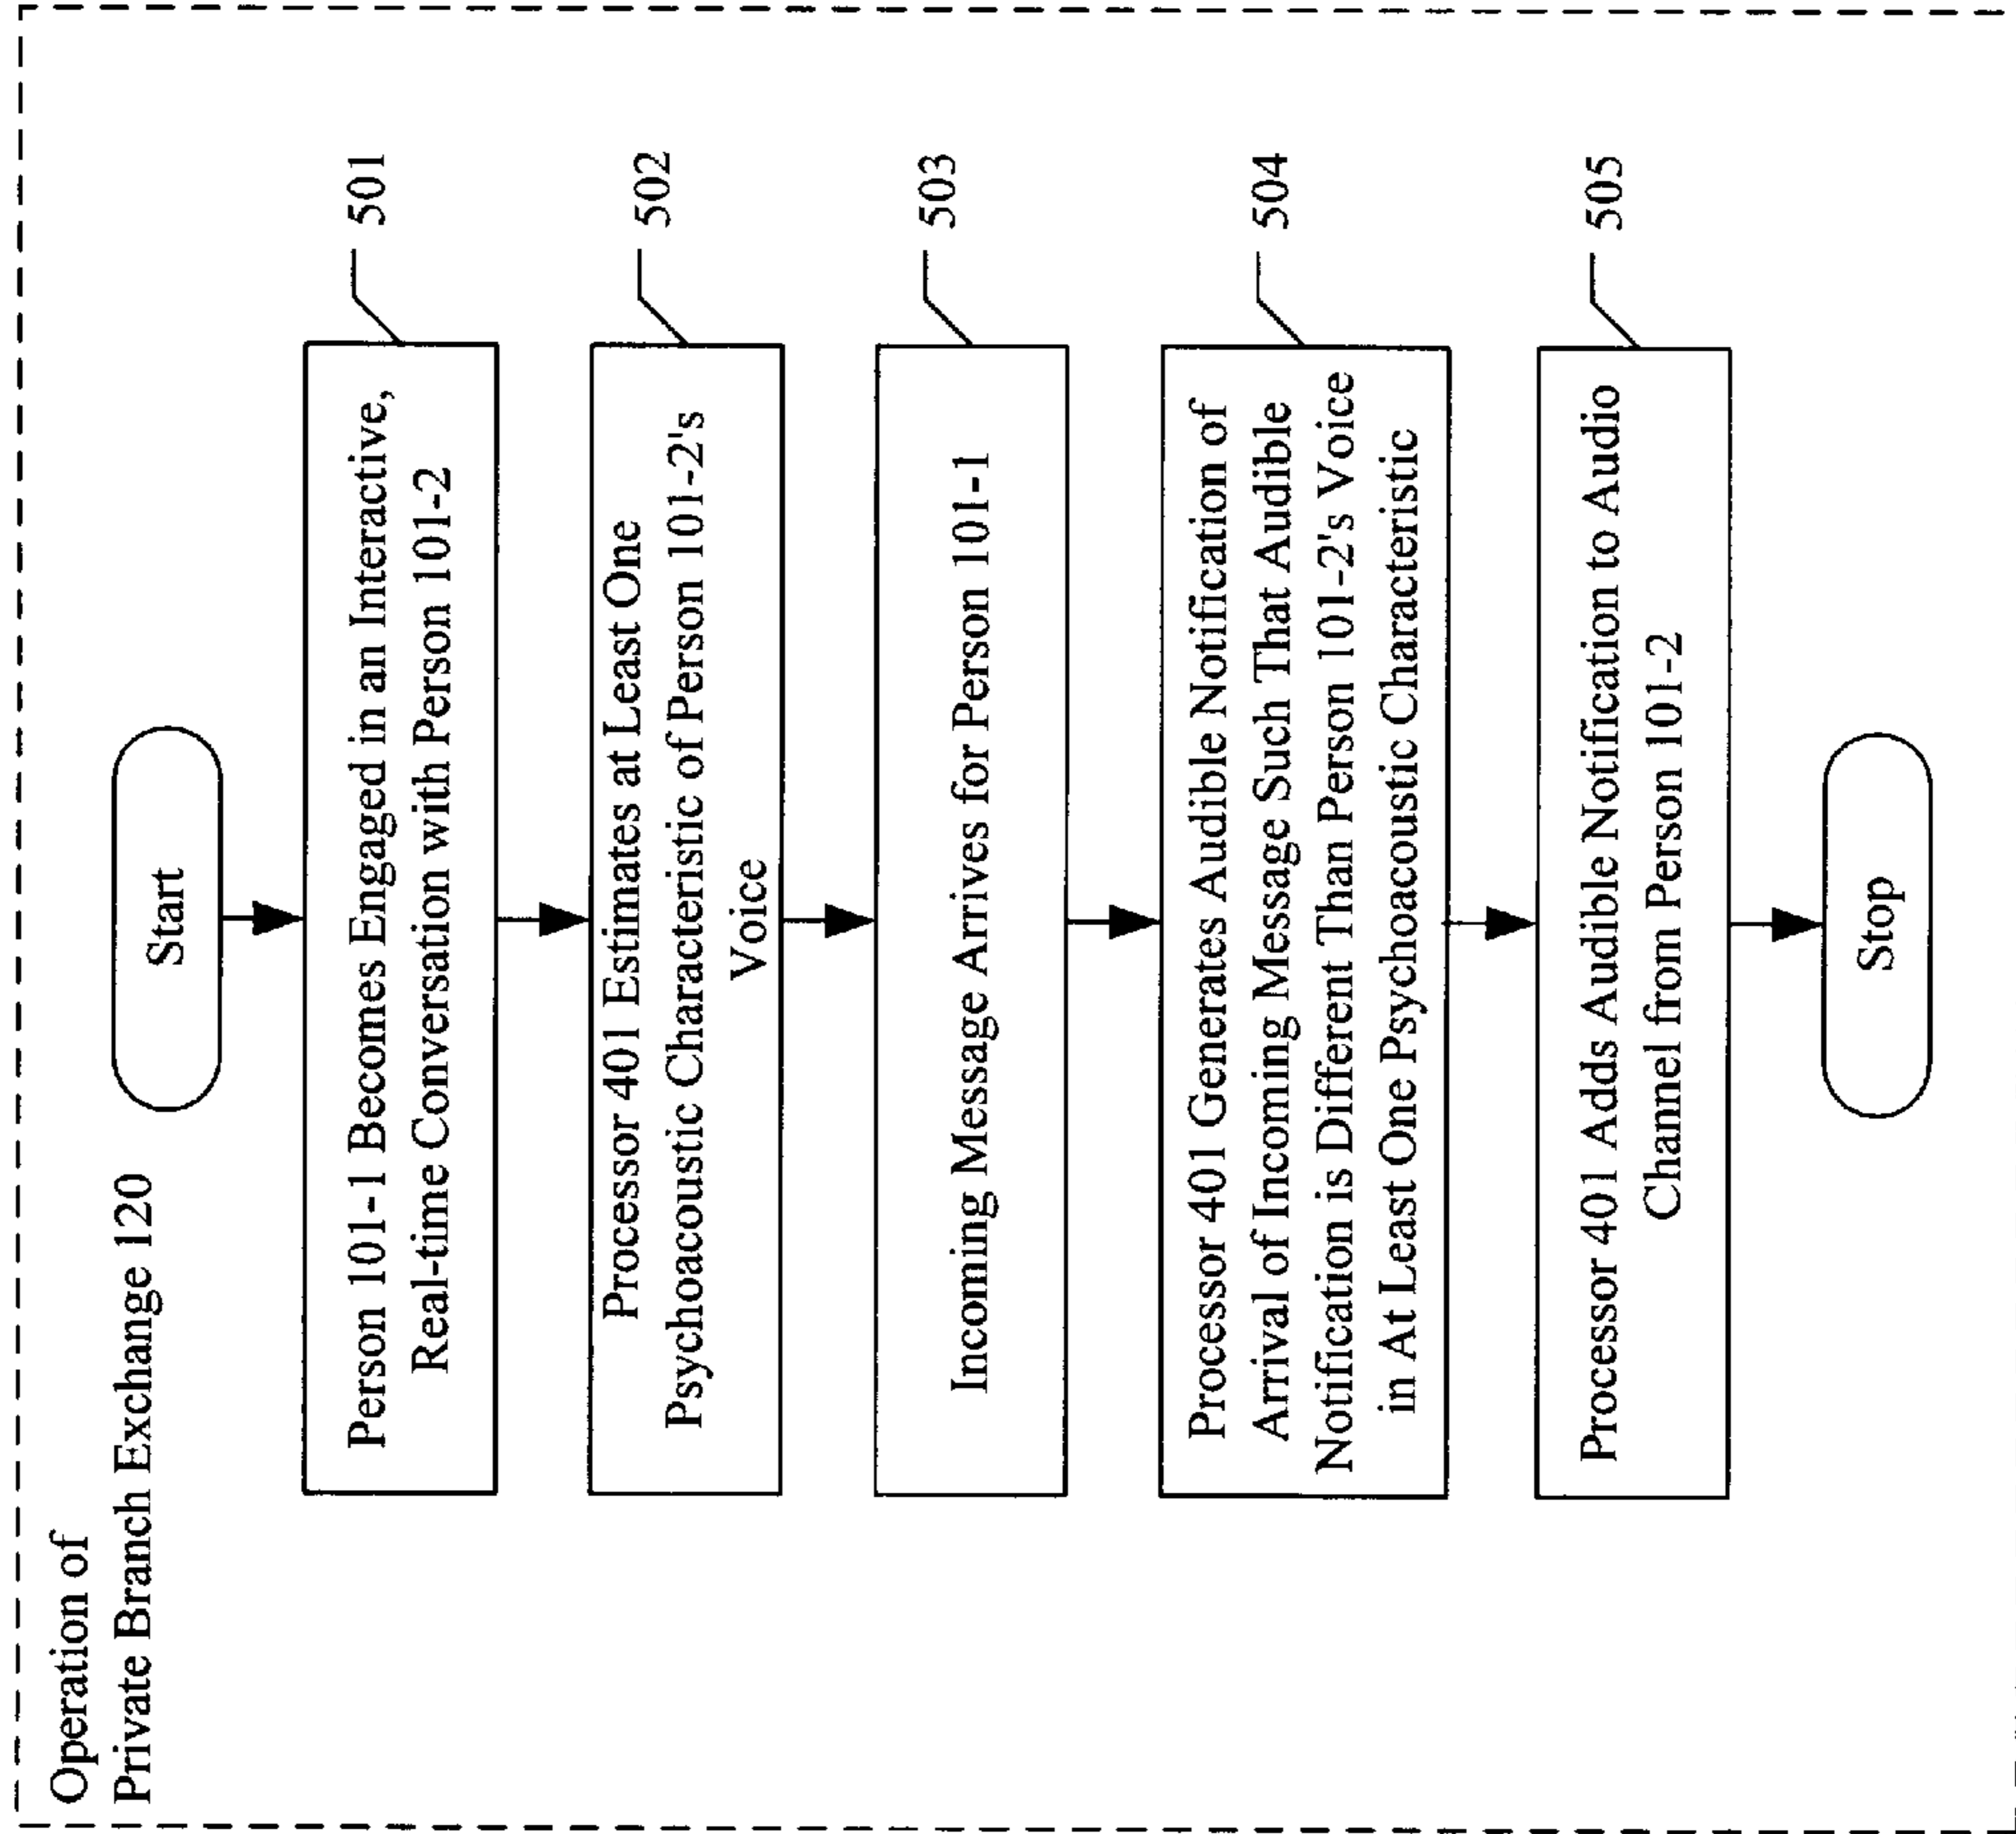 Operation of
Private Branch Exchange 120
Start
Person 101-1 Becomes Engaged in an Interactive,
Real-time Conversation with Person 101-2
501
Processor 401 Estimates at Least One
Psychoacoustic Characteristic of Person 101-2's
Voice
502
Incoming Message Arrives for Person 101-1
503
Processor 401 Generates Audible Notification of
Arrival of Incoming Message Such That Audible
Notification is Different Than Person 101-2's Voice
in At Least One Psychoacoustic Characteristic
504
Processor 401 Adds Audible Notification to Audio
Channel from Person 101-2
505
Stop